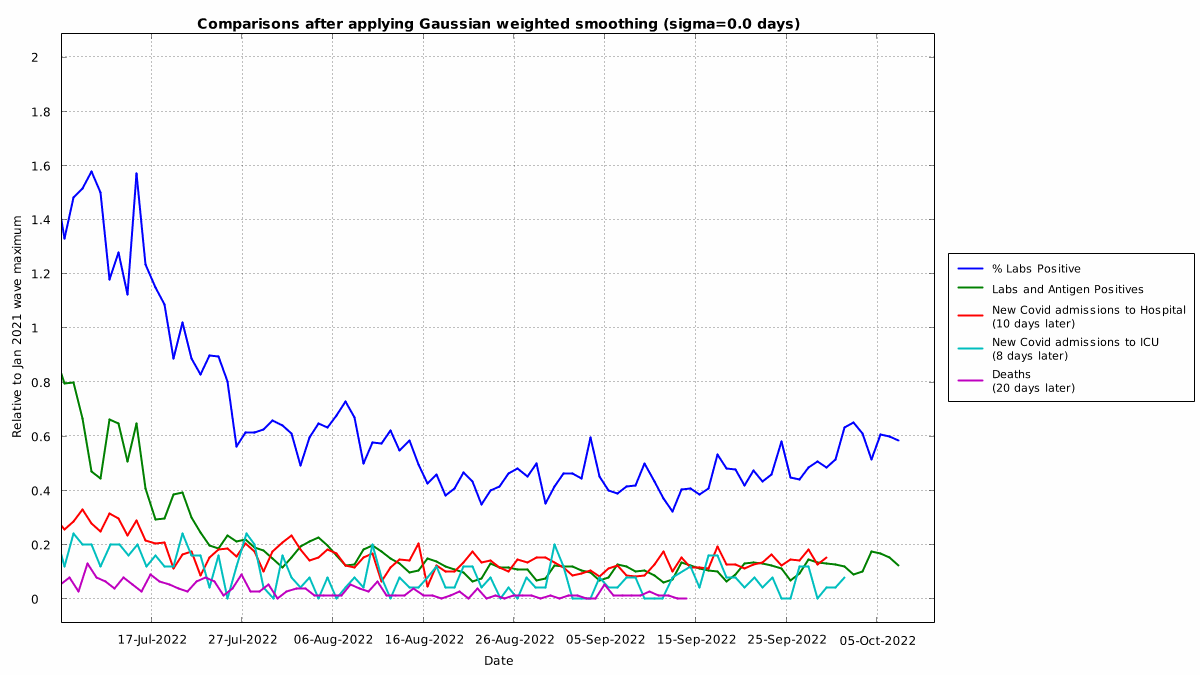 Comparisons after applying Gaussian weighted smoothing (sigma=0.0 days)
Relative to Jan 2021 wave maximum
2
1.8
1.6
1.4
1.2
1
0.8
0.6
0.4
0.2
0
17-Jul-2022 27-Jul-2022 06-Aug-2022 16-Aug-2022 26-Aug-2022 05-Sep-2022 15-Sep-2022 25-Sep-2022 05-Oct-2022
Date
% Labs Positive
Labs and Antigen Positives
New Covid admissions to Hospital
(10 days later)
New Covid admissions to ICU
(8 days later)
Deaths
(20 days later)